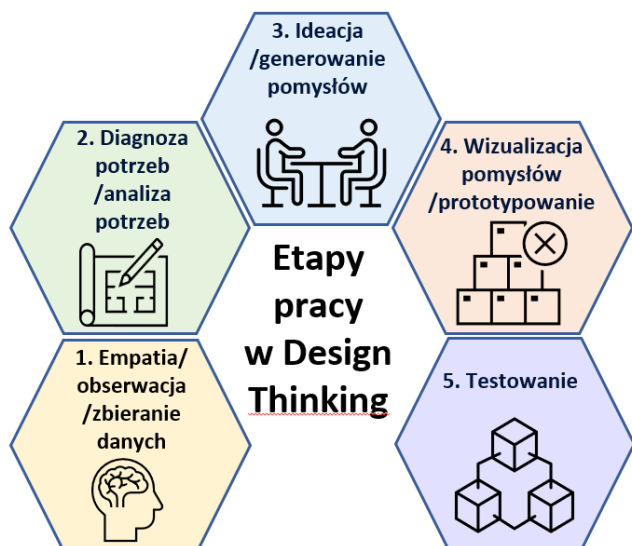 3. Ideacja
/generowanie
pomysłów
2. Diagnoza
potrzeb
/analiza
potrzeb
4. Wizualizacja
pomysłów
/prototypowanie
Etapy
pracy
w Design
Thinking
1. Empatia/
obserwacja
/zbieranie
danych
5. Testowanie